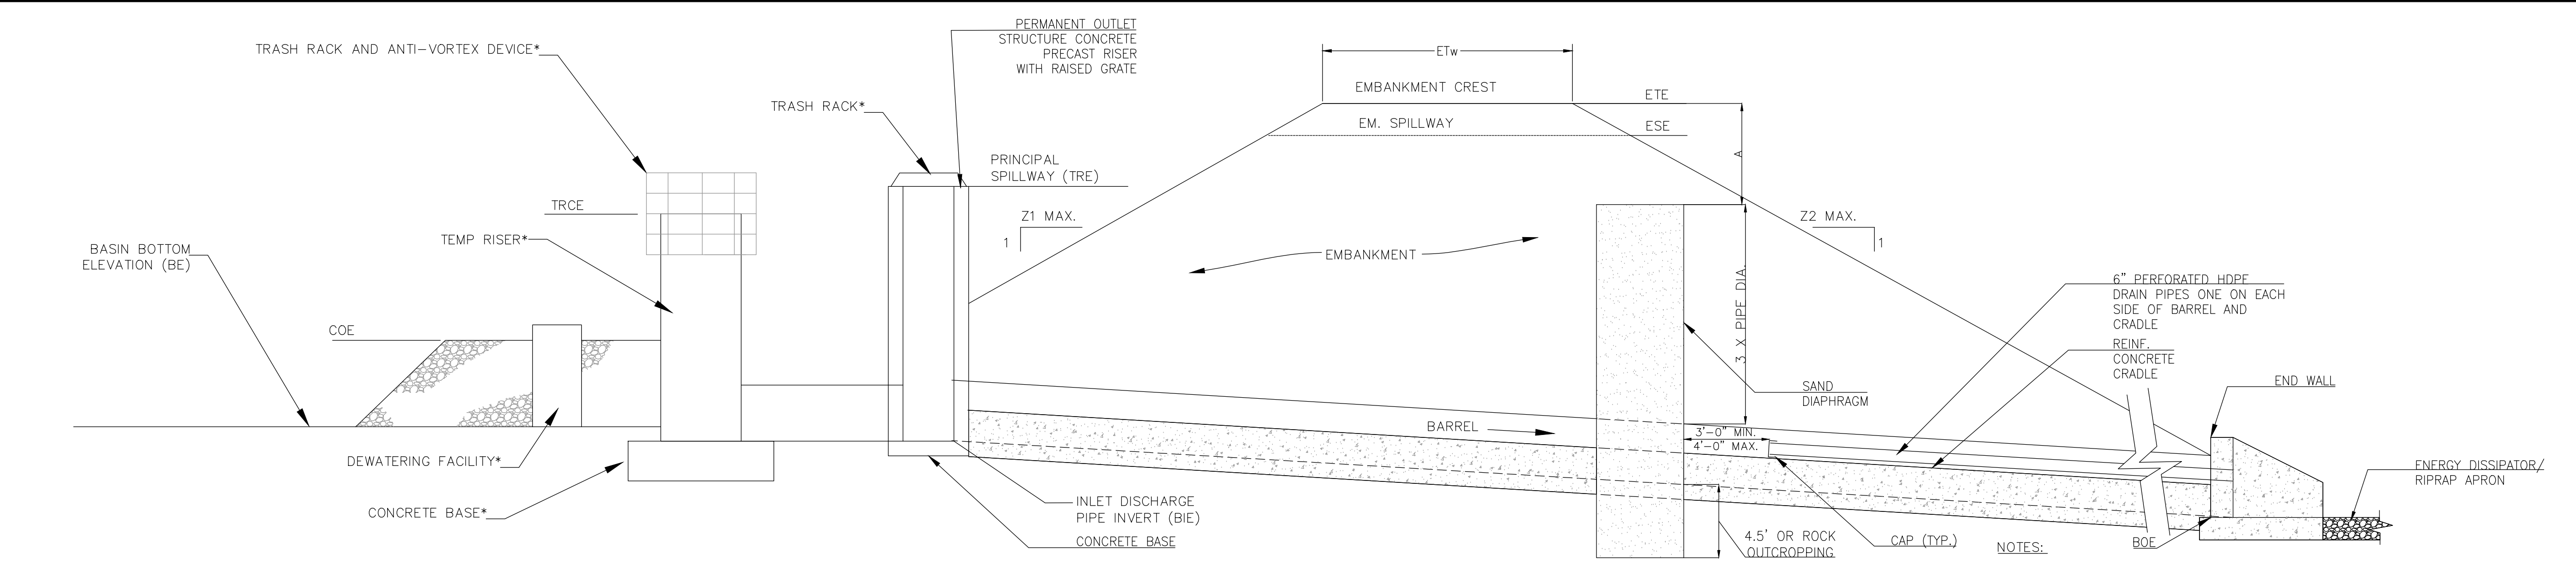 TRASH RACK AND ANTI-VORTEX DEVICE*
PERMANENT OUTLET
STRUCTURE CONCRETE
PRECAST RISER
WITH RAISED GRATE
TRASH RACK*
ETw
EMBANKMENT CREST
ETE
EM. SPILLWAY
ESE
A
PRINCIPAL
SPILLWAY (TRE)
TRCE
Z1 MAX.
1
Z2 MAX.
1
TEMP RISER*
BASIN BOTTOM
ELEVATION (BE)
EMBANKMENT
3 X PIPE DIA.
6" PERFORATED HDPE
DRAIN PIPES ONE ON EACH
SIDE OF BARREL AND
CRADLE
COE
REINF.
CONCRETE
CRADLE
END WALL
SAND
DIAPHRAGM
BARREL
3'-0" MIN.
4'-0" MAX.
DEWATERING FACILITY*
ENERGY DISSIPATOR/
RIPRAP APRON
CONCRETE BASE*
INLET DISCHARGE
PIPE INVERT (BIE)
CONCRETE BASE
4.5' OR ROCK
OUTCROPPING
CAP (TYP.)
NOTES:
BOE